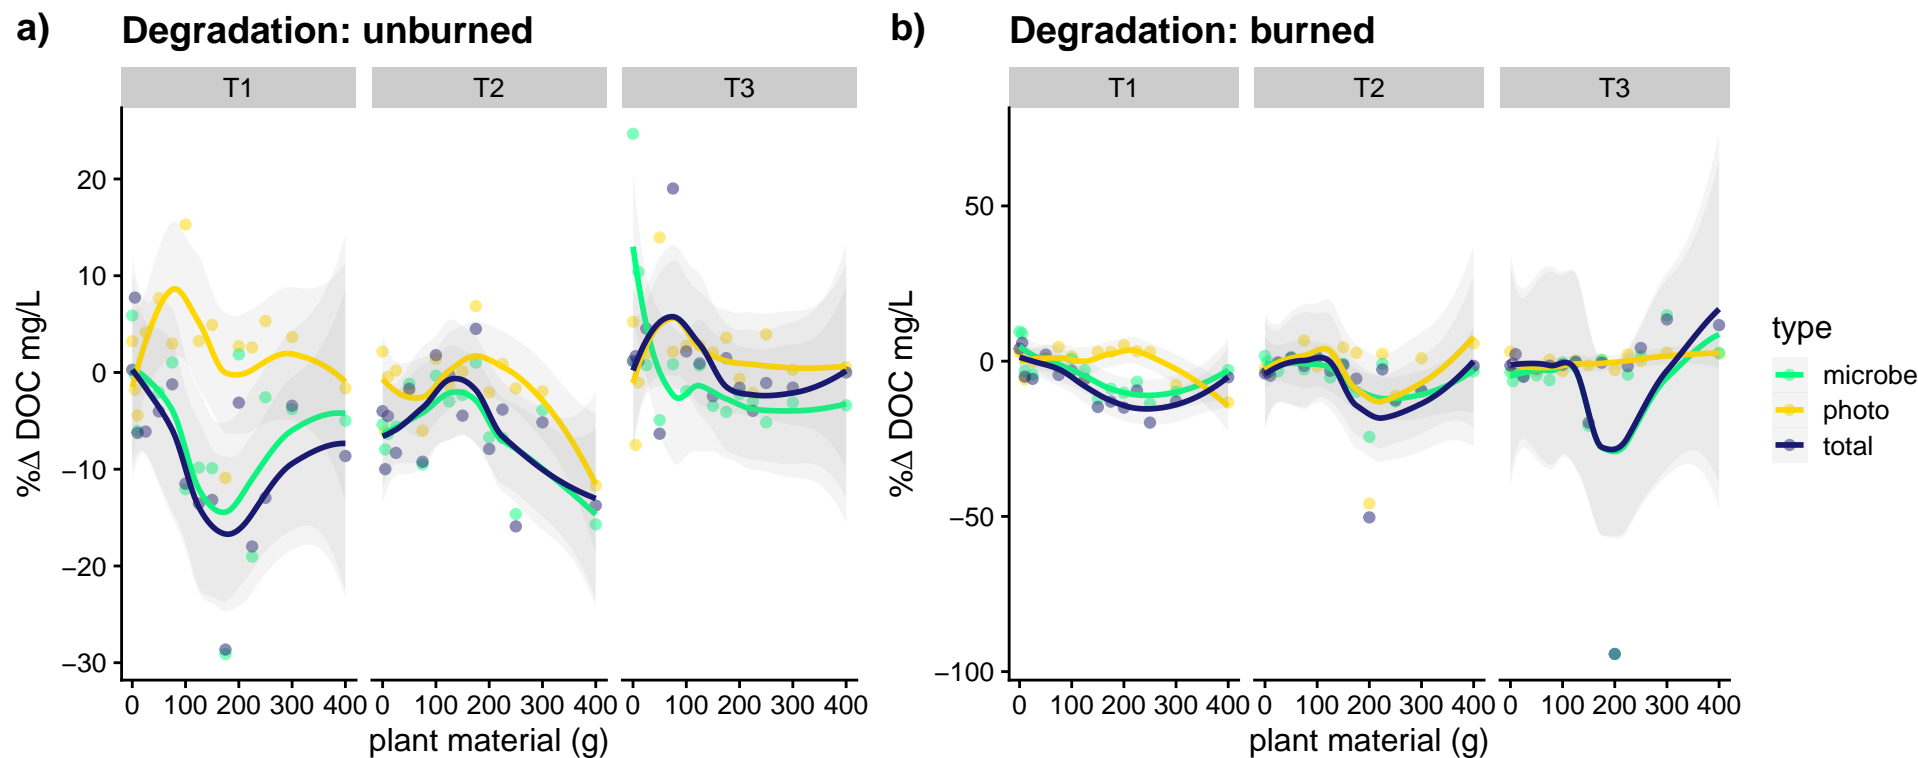 a) Degradation: unburned
T1 T2 T3
20
10
0
−10
−20
−30
%Δ DOC mg/L
0 100 200 300 400 0 100 200 300 400 0 100 200 300 400
plant material (g)
b) Degradation: burned
T1 T2 T3
50
0
−50
−100
%Δ DOC mg/L
0 100 200 300 400 0 100 200 300 400 0 100 200 300 400
plant material (g)
type
microbe
photo
total